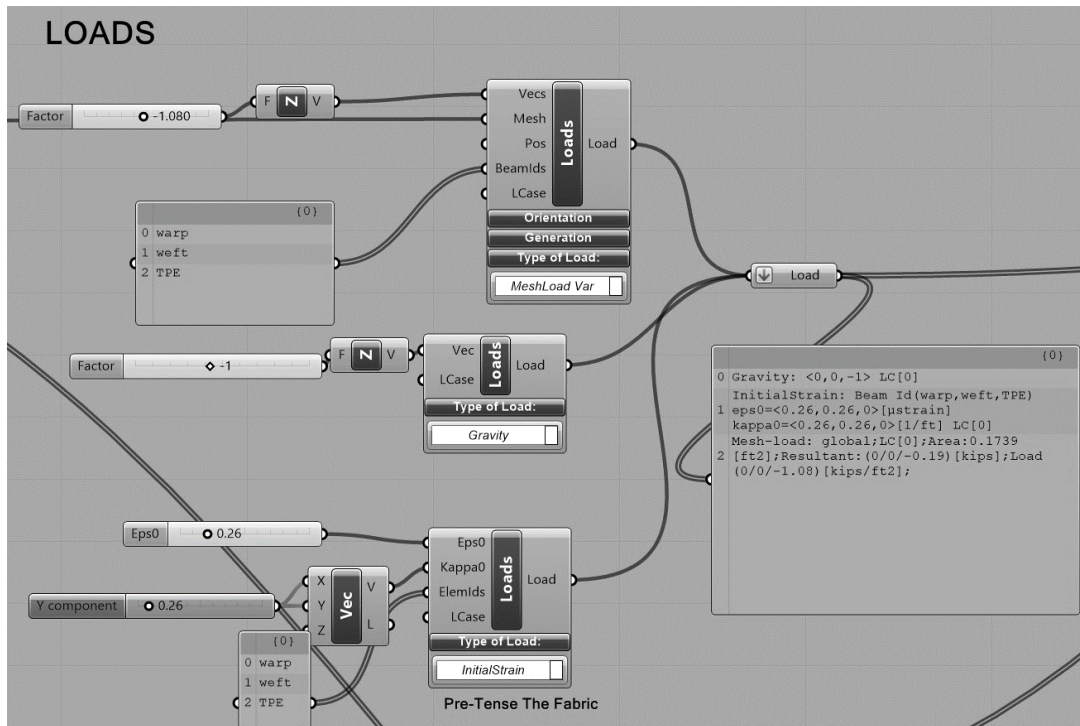 LOADS
Factor
-1.080
F Z V
Vecs
Mesh
Pos
BeamIds
LCase
Loads
Load
Orientation
Generation
Type of Load:
MeshLoad Var
{0}
0 warp
1 weft
2 TPE
Load
Factor
-1
F Z V
Vec
LCase
Loads
Load
Type of Load:
Gravity
{0}
0 Gravity: <0,0,-1> LC[0]
InitialStrain: Beam Id(warp,weft,TPE)
1 eps0=<0.26,0.26,0>[µstrain]
kappa0=<0.26,0.26,0>[1/ft] LC[0]
Mesh-load: global;LC[0];Area:0.1739
2 [ft2];Resultant:(0/0/-0.19)[kips];Load
(0/0/-1.08)[kips/ft2];
Eps0
0.26
Y component
0.26
X
Y
Z
Vec
V
L
Eps0
Kappa0
ElemIds
LCase
Loads
Load
Type of Load:
InitialStrain
{0}
0 warp
1 weft
2 TPE
Pre-Tense The Fabric